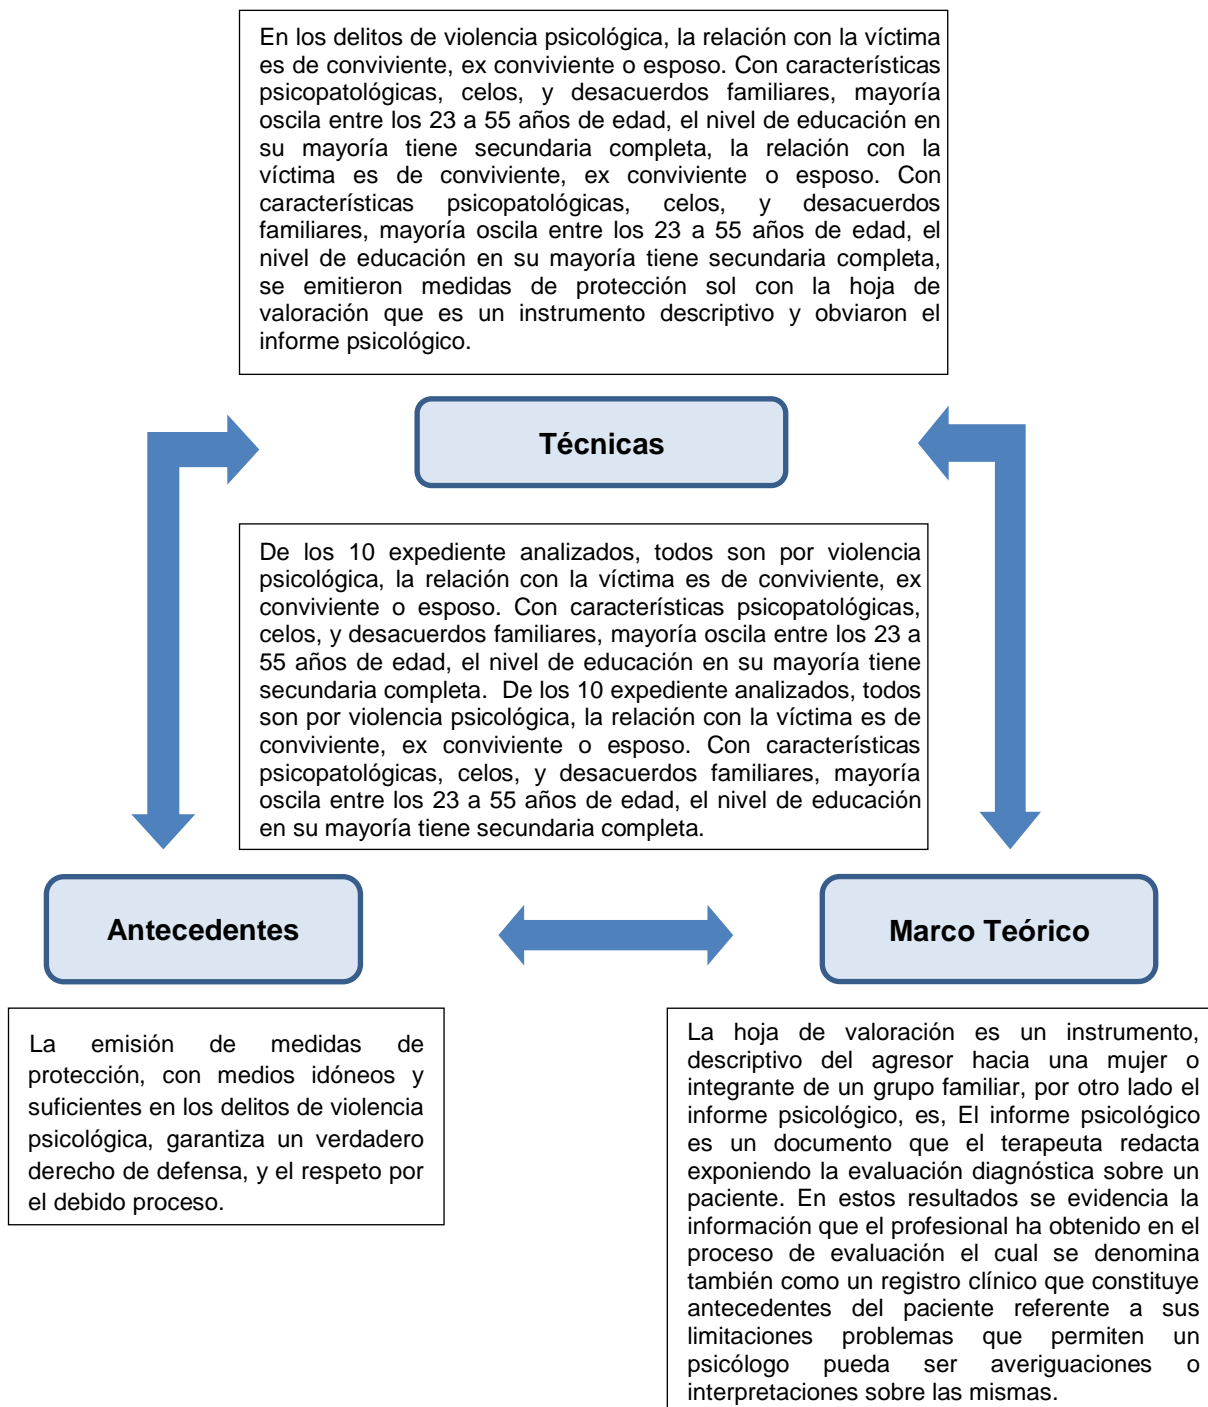 En los delitos de violencia psicológica, la relación con la víctima
es de conviviente, ex conviviente o esposo. Con características
psicopatológicas, celos, y desacuerdos familiares, mayoría
oscila entre los 23 a 55 años de edad, el nivel de educación en
su mayoría tiene secundaria completa, la relación con la
víctima es de conviviente, ex conviviente o esposo. Con
características psicopatológicas, celos, y desacuerdos
familiares, mayoría oscila entre los 23 a 55 años de edad, el
nivel de educación en su mayoría tiene secundaria completa,
se emitieron medidas de protección sol con la hoja de
valoración que es un instrumento descriptivo y obviaron el
informe psicológico.
Técnicas
De los 10 expediente analizados, todos son por violencia
psicológica, la relación con la víctima es de conviviente, ex
conviviente o esposo. Con características psicopatológicas,
celos, y desacuerdos familiares, mayoría oscila entre los 23 a
55 años de edad, el nivel de educación en su mayoría tiene
secundaria completa. De los 10 expediente analizados, todos
son por violencia psicológica, la relación con la víctima es de
conviviente, ex conviviente o esposo. Con características
psicopatológicas, celos, y desacuerdos familiares, mayoría
oscila entre los 23 a 55 años de edad, el nivel de educación
en su mayoría tiene secundaria completa.
Antecedentes
Marco Teórico
La emisión de medidas de
protección, con medios idóneos y
suficientes en los delitos de violencia
psicológica, garantiza un verdadero
derecho de defensa, y el respeto por
el debido proceso.
La hoja de valoración es un instrumento,
descriptivo del agresor hacia una mujer o
integrante de un grupo familiar, por otro lado el
informe psicológico, es, El informe psicológico
es un documento que el terapeuta redacta
exponiendo la evaluación diagnóstica sobre un
paciente. En estos resultados se evidencia la
información que el profesional ha obtenido en el
proceso de evaluación el cual se denomina
también como un registro clínico que constituye
antecedentes del paciente referente a sus
limitaciones problemas que permiten un
psicólogo pueda ser averiguaciones o
interpretaciones sobre las mismas.